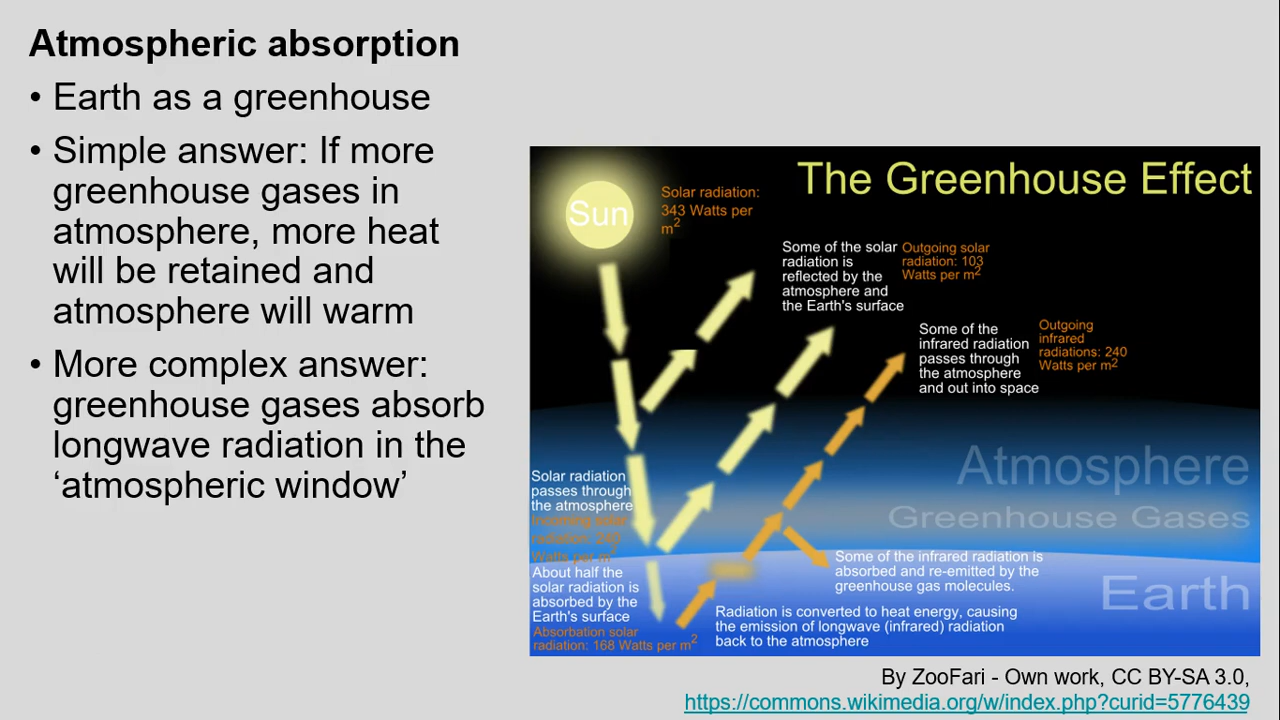 Atmospheric absorption
• Earth as a greenhouse
• Simple answer: If more
greenhouse gases in
atmosphere, more heat
will be retained and
atmosphere will warm
• More complex answer:
greenhouse gases absorb
longwave radiation in the
‘atmospheric window’
The Greenhouse Effect
Sun
Solar radiation:
343 Watts per
m²
Some of the solar
radiation is
reflected by the
atmosphere and
the Earth's surface
Outgoing solar
radiation: 103
Watts per m²
Some of the
infrared radiation
passes through
the atmosphere
and out into space
Outgoing
infrared
radiations: 240
Watts per m²
Atmosphere
Greenhouse Gases
Earth
Solar radiation
passes through
the atmosphere
Incoming solar
radiation: 240
Watts per m²
About half the
solar radiation is
absorbed by the
Earth's surface
Absorbation solar
radiation: 168 Watts per m²
Some of the infrared radiation is
absorbed and re-emitted by the
greenhouse gas molecules.
Radiation is converted to heat energy, causing
the emission of longwave (infrared) radiation
back to the atmosphere
By ZooFari - Own work, CC BY-SA 3.0,
https://commons.wikimedia.org/w/index.php?curid=5776439